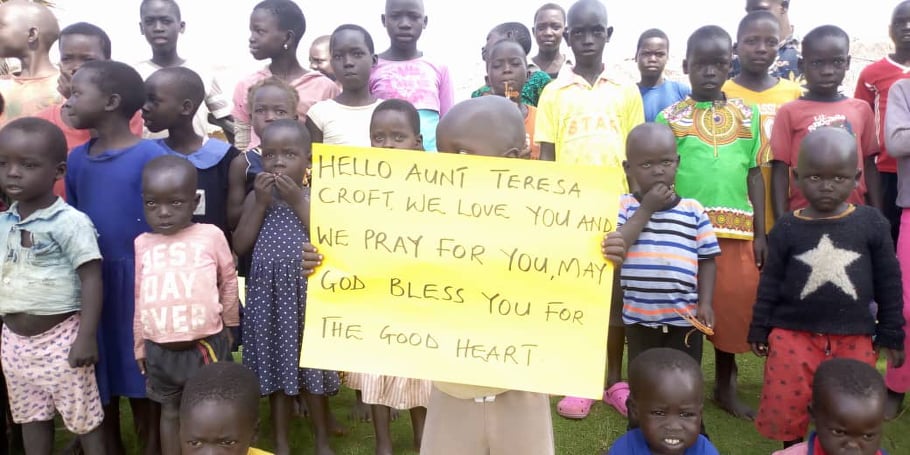 HELLO AUNT TERESA
CROFT. WE LOVE YOU AND
WE PRAY FOR YOU, MAY
GOD BLESS YOU FOR
THE GOOD HEART.
BEST
DAY
EVER
STAR